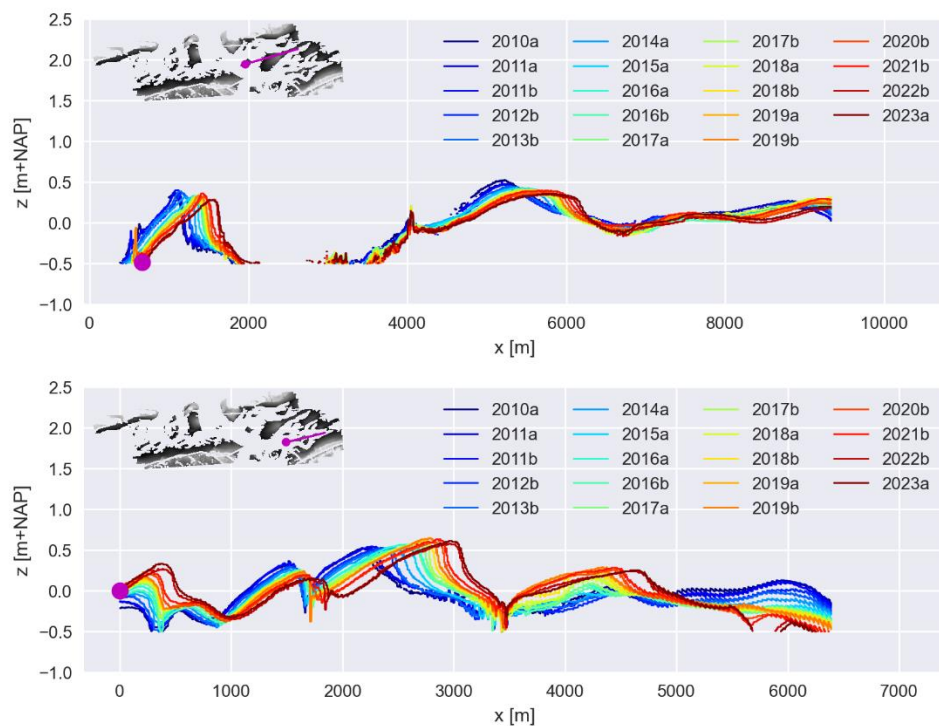 2.5
2.0
1.5
1.0
0.5
0.0
−0.5
−1.0
z [m+NAP]
2010a 2014a 2017b 2020b
2011a 2015a 2018a 2021b
2011b 2016a 2018b 2022b
2012b 2016b 2019a 2023a
2013b 2017a 2019b
0 2000 4000 6000 8000 10000
x [m]
2.5
2.0
1.5
1.0
0.5
0.0
−0.5
−1.0
z [m+NAP]
2010a 2014a 2017b 2020b
2011a 2015a 2018a 2021b
2011b 2016a 2018b 2022b
2012b 2016b 2019a 2023a
2013b 2017a 2019b
0 1000 2000 3000 4000 5000 6000 7000
x [m]